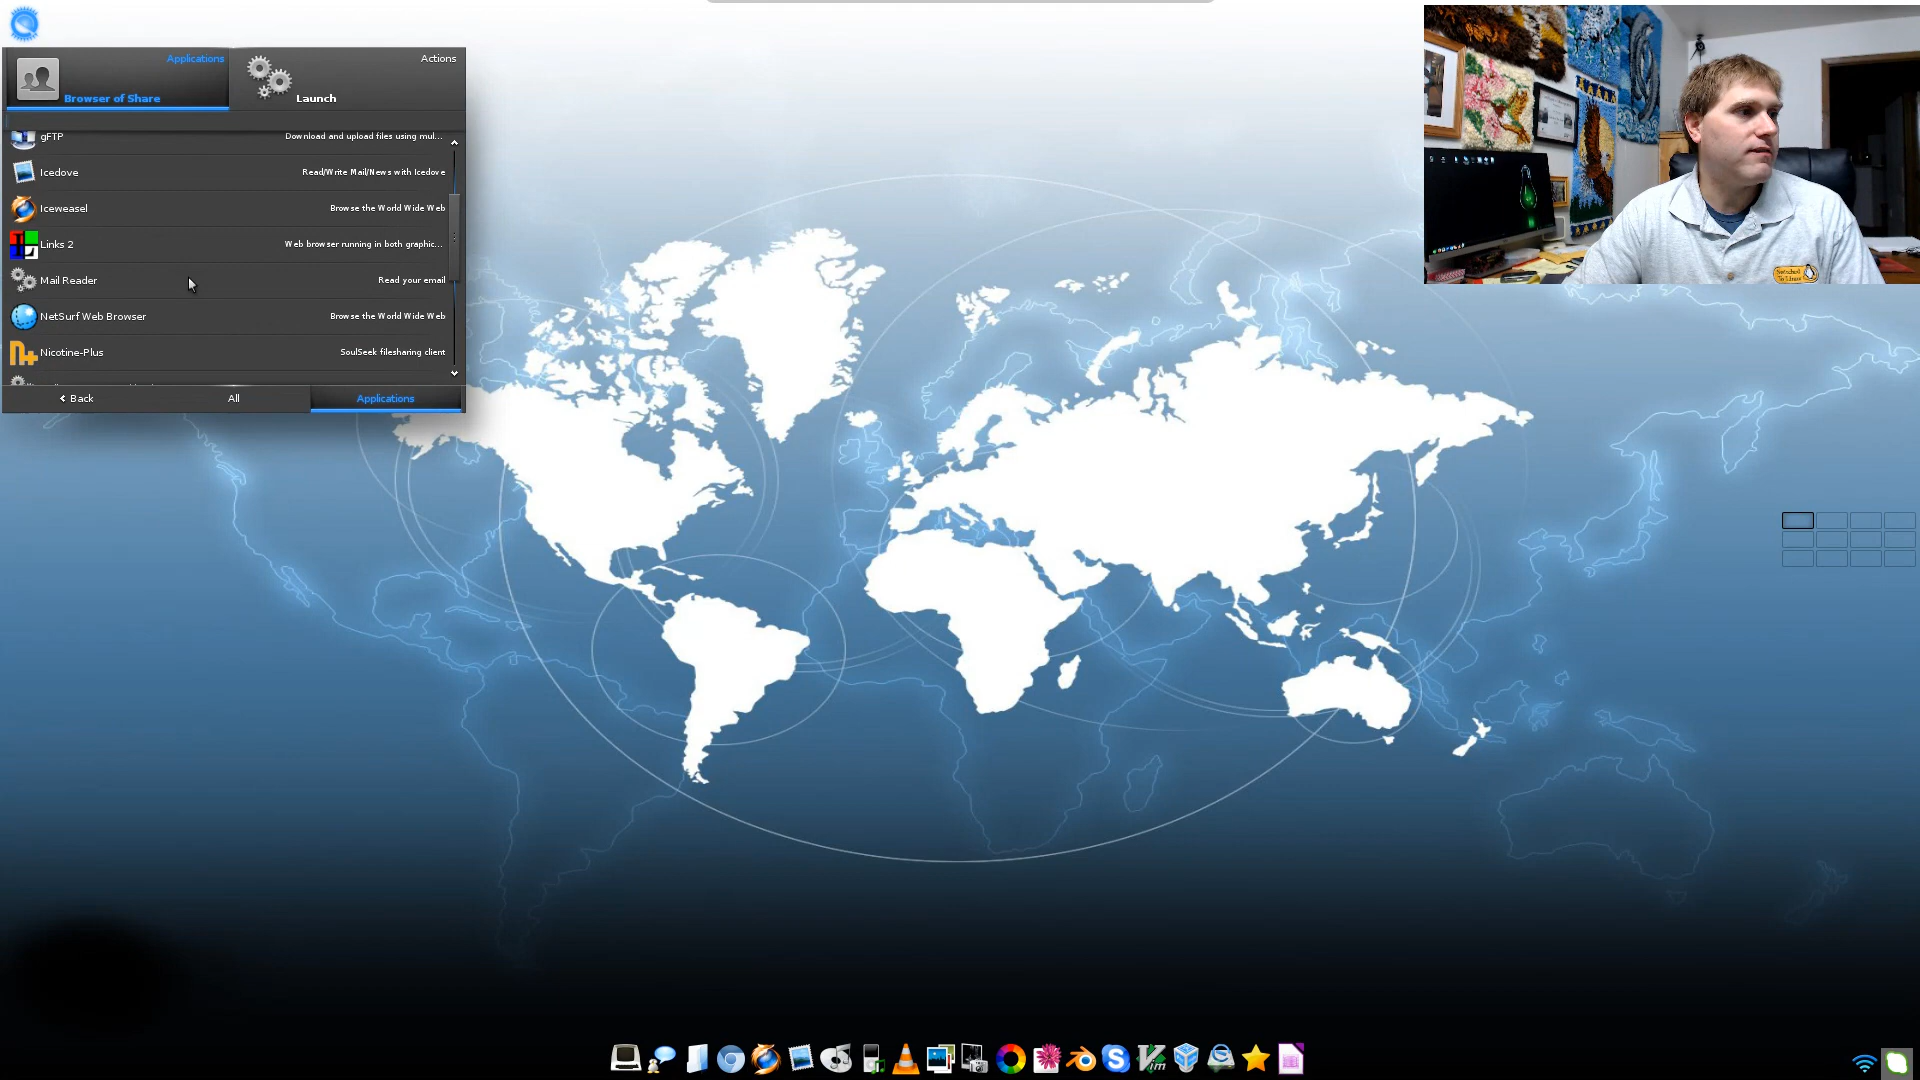 Applications
Browser of Share
Actions
Launch
gFTP Download and upload files using mul...
Icedove Read/Write Mail/News with Icedove
Iceweasel Browse the World Wide Web
Links 2 Web browser running in both graphic...
Mail Reader Read your email
NetSurf Web Browser Browse the World Wide Web
Nicotine-Plus SoulSeek filesharing client
Back All Applications
Vim